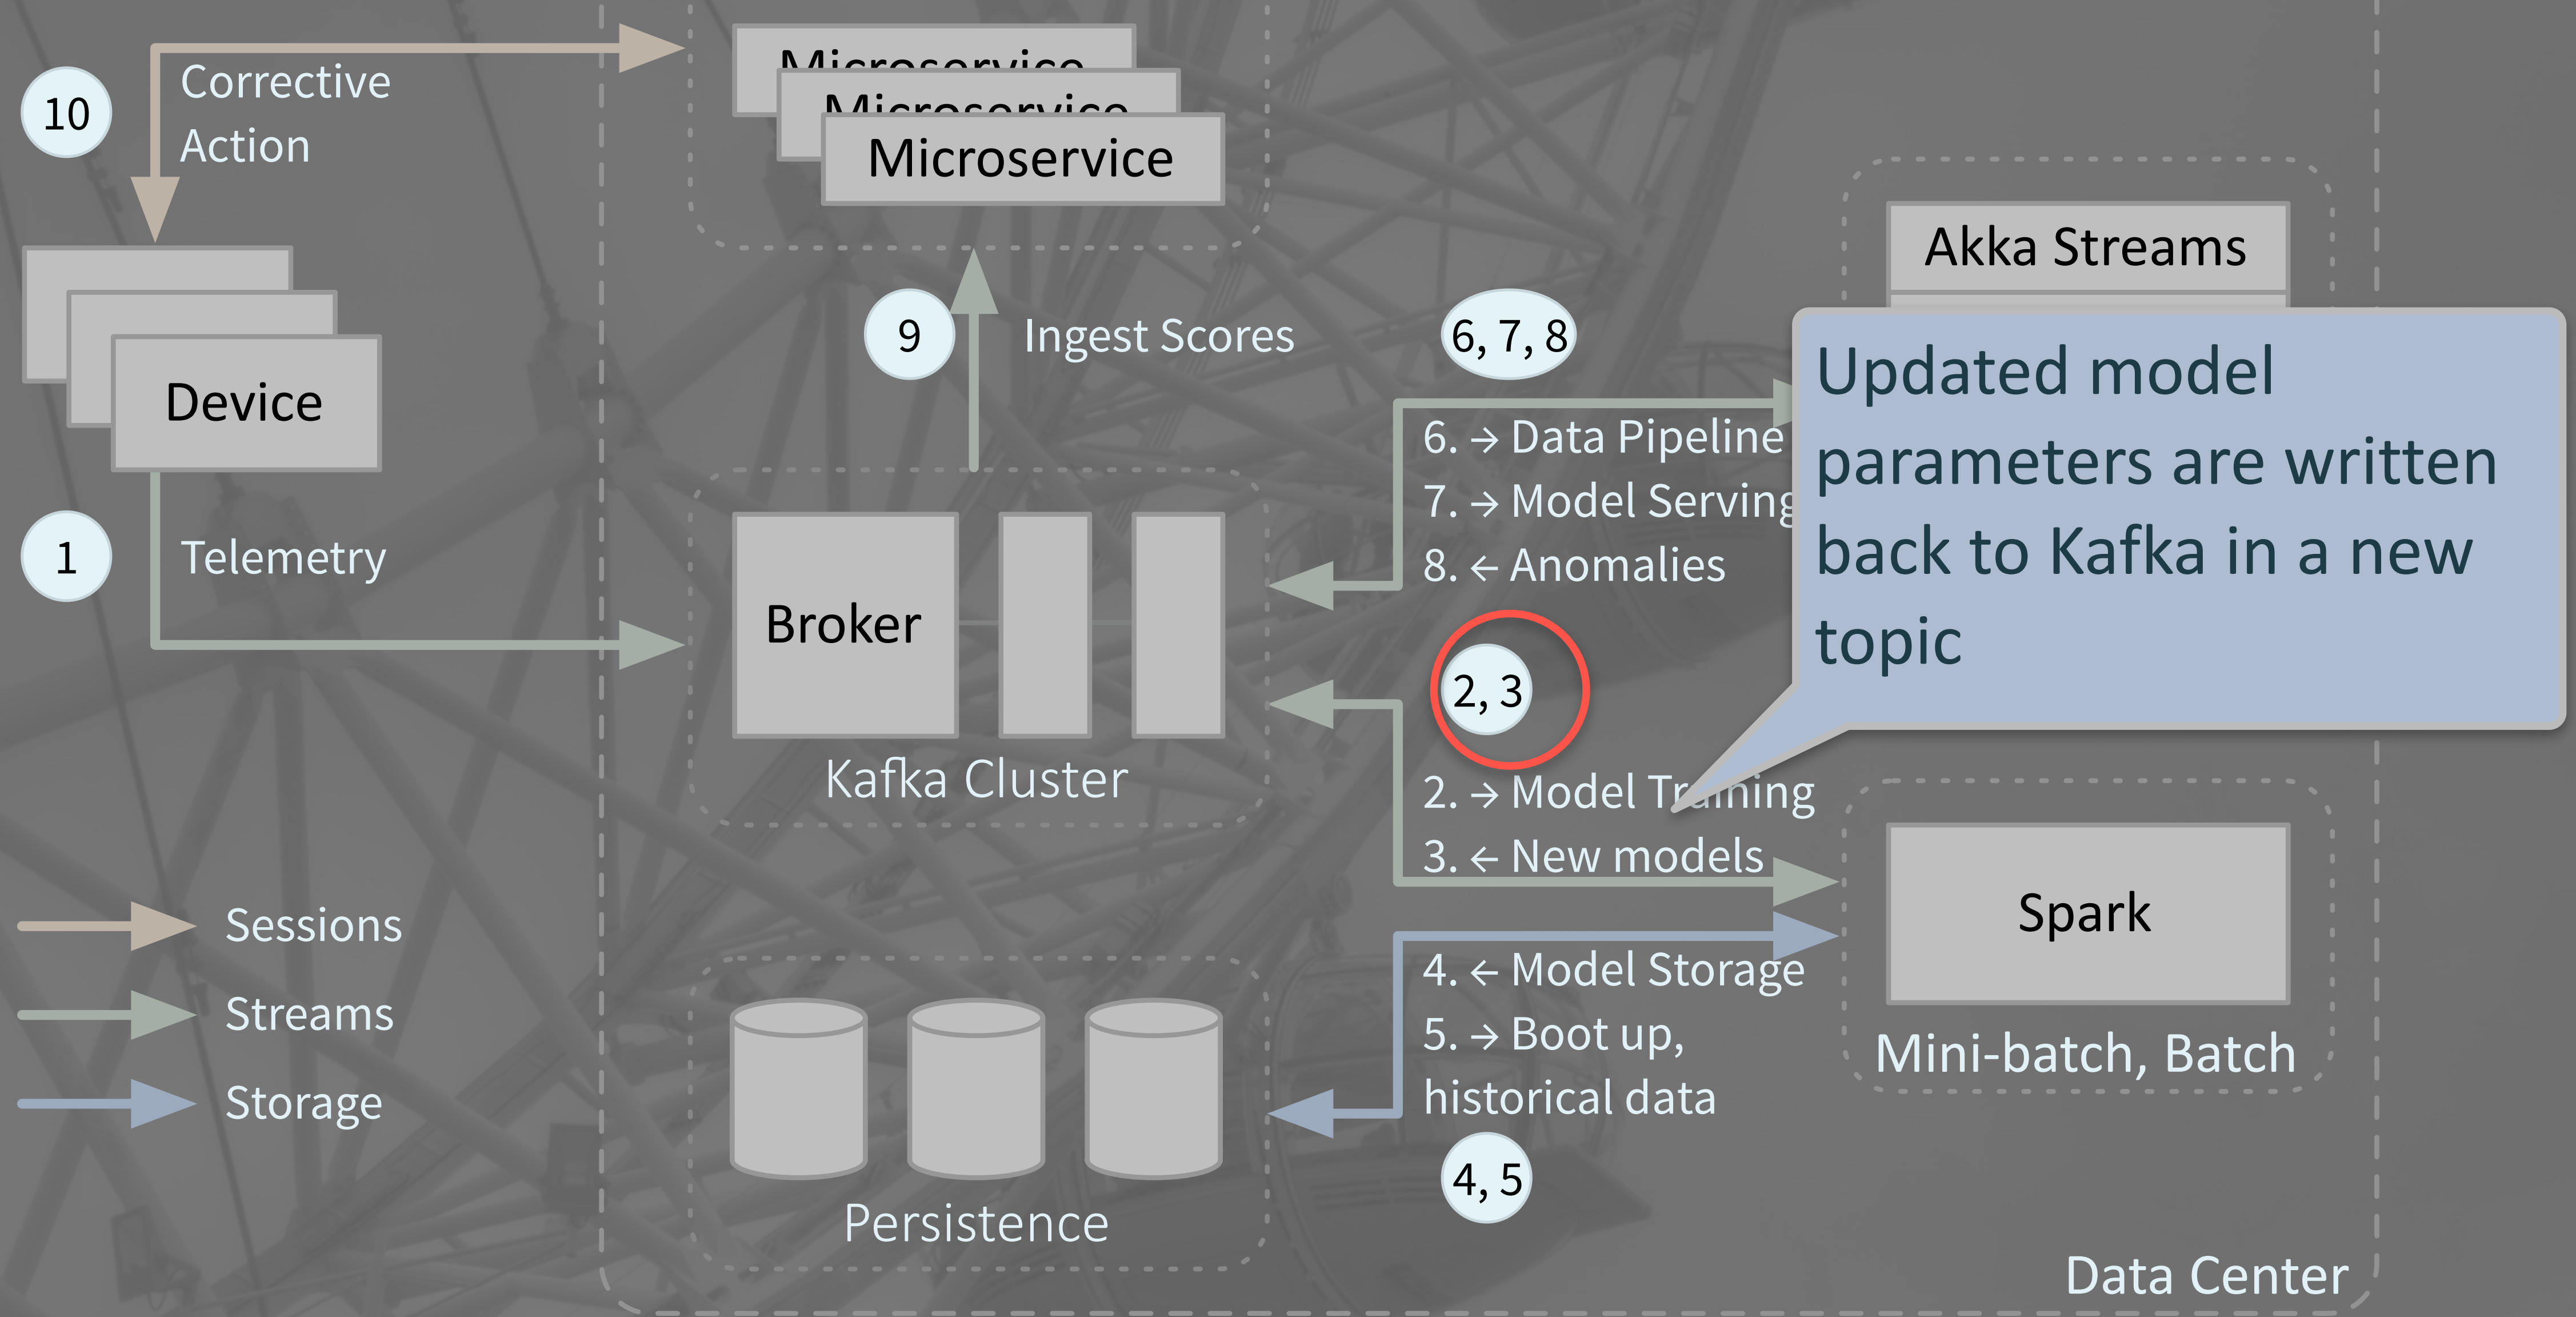 10
Corrective
Action
Microservice
Microservice
Microservice
Akka Streams
Device
9
Ingest Scores
6, 7, 8
6. → Data Pipeline
7. → Model Serving
8. ← Anomalies
Updated model
parameters are written
back to Kafka in a new
topic
1
Telemetry
Broker
Kafka Cluster
2, 3
2. → Model Training
3. ← New models
Sessions
Streams
Storage
Spark
Mini-batch, Batch
4. ← Model Storage
5. → Boot up,
historical data
4, 5
Persistence
Data Center